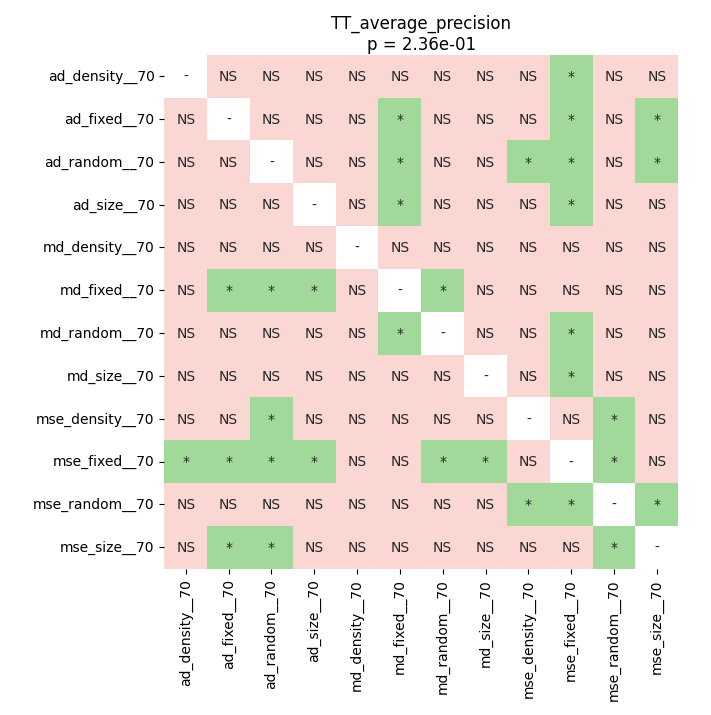 TT_average_precision
p = 2.36e-01
ad_density__70 - NS NS NS NS NS NS NS NS * NS NS
ad_fixed__70 NS - NS NS NS * NS NS NS * NS *
ad_random__70 NS NS - NS NS * NS NS * * NS *
ad_size__70 NS NS NS - NS * NS NS NS * NS NS
md_density__70 NS NS NS NS - NS NS NS NS NS NS NS
md_fixed__70 NS * * * NS - * NS NS NS NS NS
md_random__70 NS NS NS NS NS * - NS NS * NS NS
md_size__70 NS NS NS NS NS NS NS - NS * NS NS
mse_density__70 NS NS * NS NS NS NS NS - NS * NS
mse_fixed__70 * * * * NS NS * * NS - * NS
mse_random__70 NS NS NS NS NS NS NS NS * * - *
mse_size__70 NS * * NS NS NS NS NS NS NS * -
ad_density__70
ad_fixed__70
ad_random__70
ad_size__70
md_density__70
md_fixed__70
md_random__70
md_size__70
mse_density__70
mse_fixed__70
mse_random__70
mse_size__70